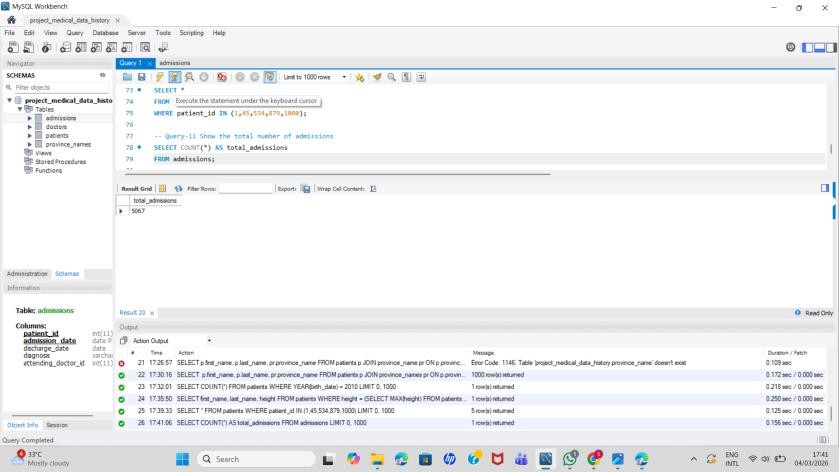 MySQL Workbench
project_medical_data_history
File Edit View Query Database Server Tools Scripting Help
Navigator
SCHEMAS
Filter objects
project_medical_data_histo
Tables
admissions
doctors
patients
province_names
Views
Stored Procedures
Functions
Administration Schemas
Information
Table: admissions
Columns:
patient_id int(11)
admission_date date P
discharge_date date
diagnosis varcha
attending_doctor_id int(11)
Object Info Session
Query Completed
Query 1 admissions
Limit to 1000 rows
73 SELECT *
74 FROM
Execute the statement under the keyboard cursor
75 WHERE patient_id IN (1,45,534,879,1000);
76
77 -- Query-11 Show the total number of admissions
78 SELECT COUNT(*) AS total_admissions
79 FROM admissions;
Result Grid Filter Rows: Export: Wrap Cell Content:
total_admissions
5067
Result 20 Read Only
Output
Action Output
# Time Action Message Duration / Fetch
21 17:26:57 SELECT p.first_name, p.last_name, pr.province_name FROM patients p JOIN province_name pr ON p.provinc... Error Code: 1146. Table 'project_medical_data_history.province_name' doesn't exist 0.109 sec
22 17:30:16 SELECT p.first_name, p.last_name, pr.province_name FROM patients p JOIN province_names pr ON p.provin... 1000 row(s) returned 0.172 sec / 0.000 sec
23 17:32:01 SELECT COUNT(*) FROM patients WHERE YEAR(birth_date) = 2010 LIMIT 0, 1000 1 row(s) returned 0.218 sec / 0.000 sec
24 17:35:50 SELECT first_name, last_name, height FROM patients WHERE height = (SELECT MAX(height) FROM patients... 1 row(s) returned 0.250 sec / 0.000 sec
25 17:39:33 SELECT * FROM patients WHERE patient_id IN (1,45,534,879,1000) LIMIT 0, 1000 5 row(s) returned 0.125 sec / 0.000 sec
26 17:41:06 SELECT COUNT(*) AS total_admissions FROM admissions LIMIT 0, 1000 1 row(s) returned 0.156 sec / 0.000 sec
33°C
Mostly cloudy
Search
ENG
INTL
17:41
04/03/2026